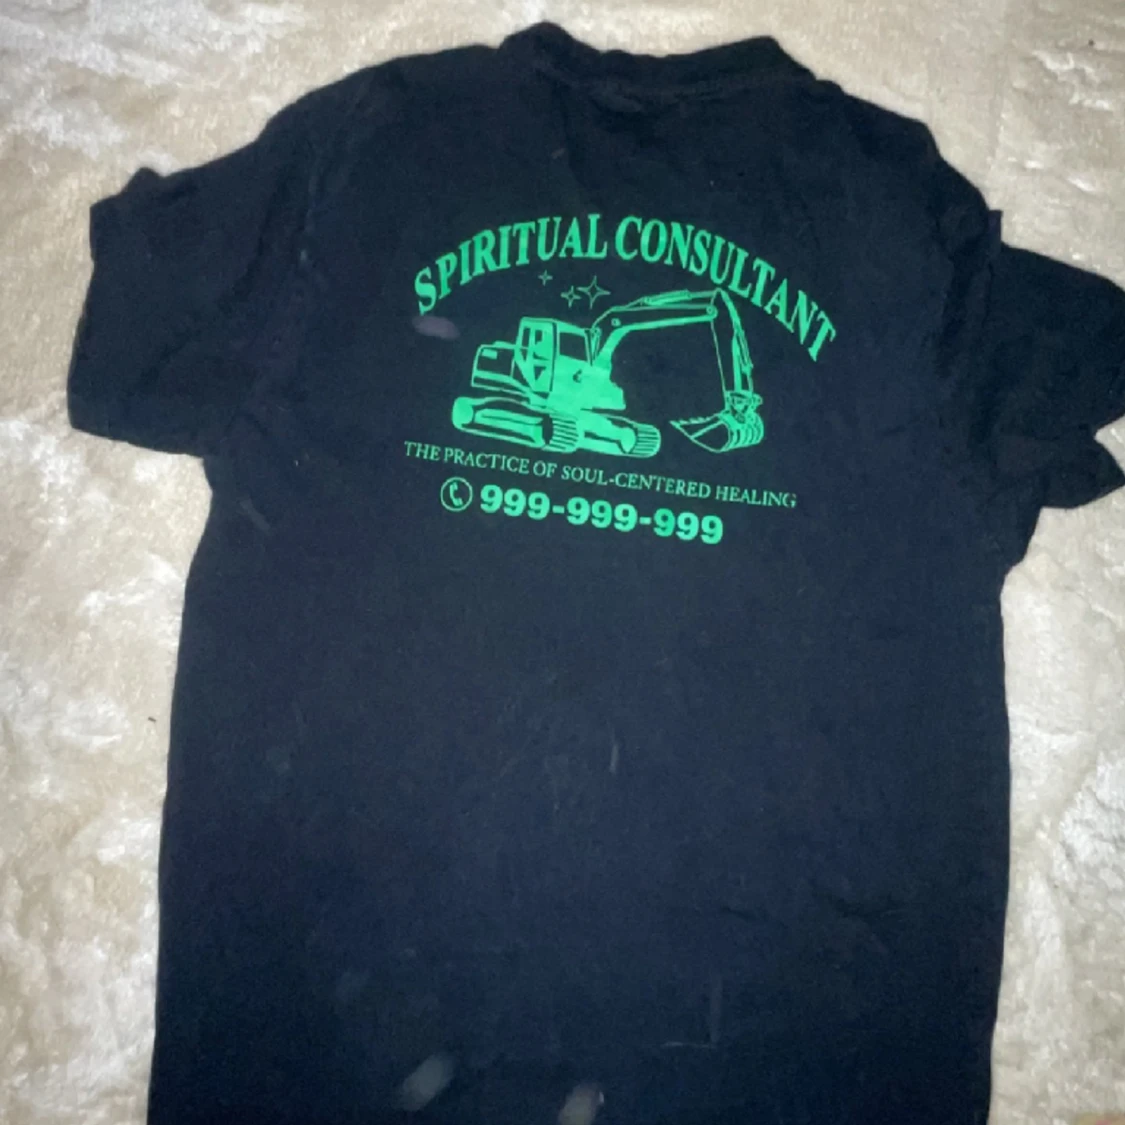 SPIRITUAL CONSULTANT
THE PRACTICE OF SOUL-CENTERED HEALING
999-999-999